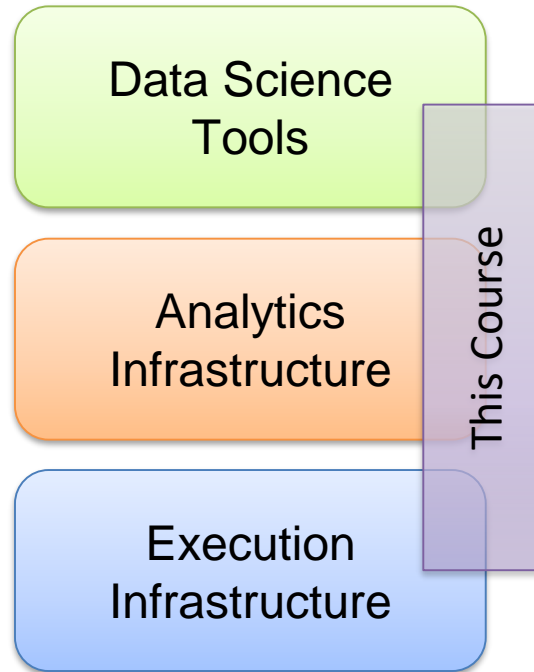 Data Science
Tools
Analytics
Infrastructure
Execution
Infrastructure
This Course